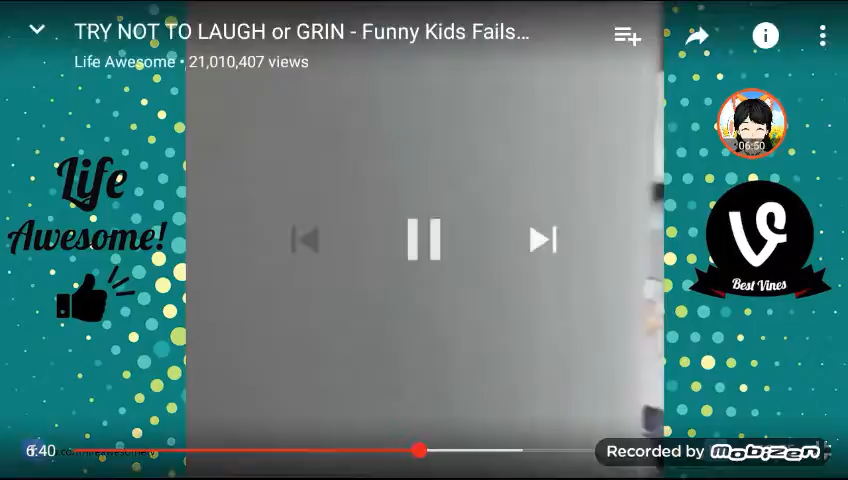 TRY NOT TO LAUGH or GRIN - Funny Kids Fails...
Life Awesome • 21,010,407 views
06:50
Life
Awesome!
Best Vines
6:40
Recorded by mobizen